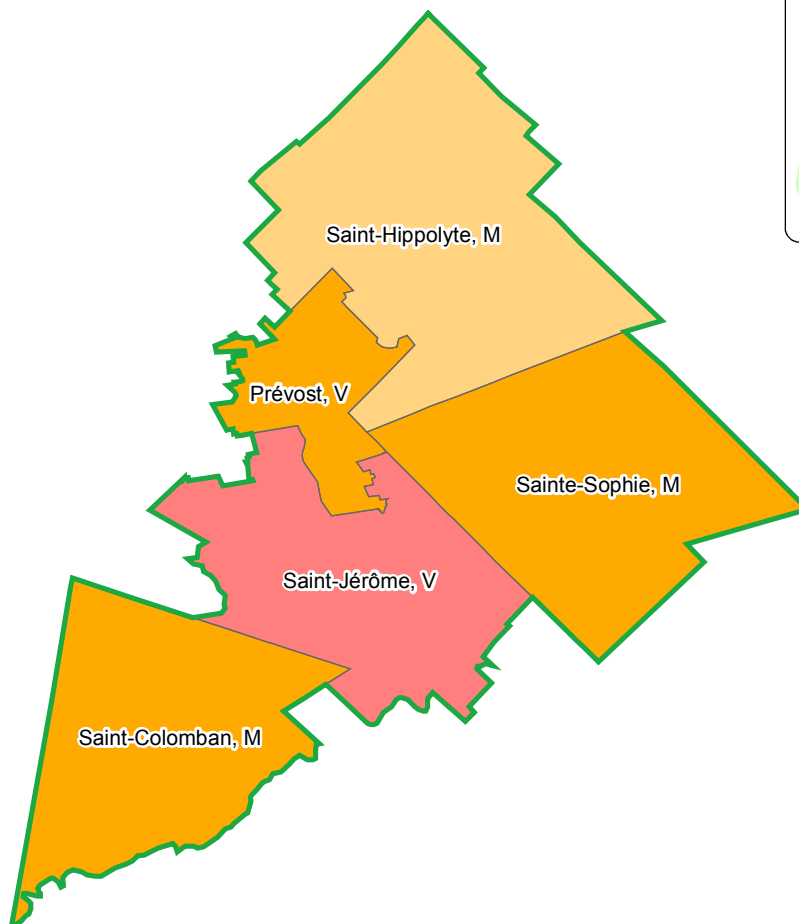 Saint-Hippolyte, M
Prévost, V
Sainte-Sophie, M
Saint-Jérôme, V
Saint-Colomban, M